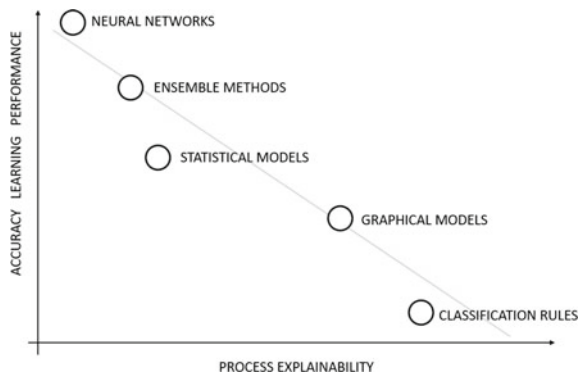 NEURAL NETWORKS
ENSEMBLE METHODS
STATISTICAL MODELS
GRAPHICAL MODELS
CLASSIFICATION RULES
ACCURACY LEARNING PERFORMANCE
PROCESS EXPLAINABILITY